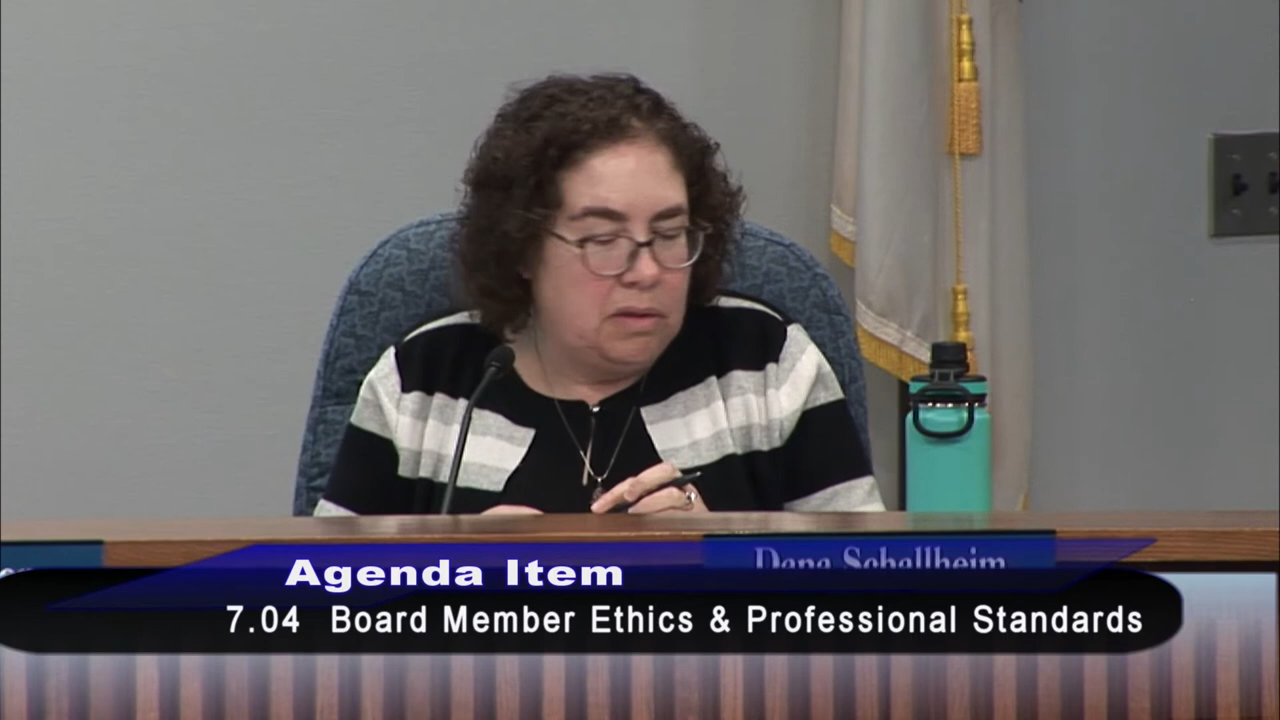 Dana Schallheim
Agenda Item
7.04 Board Member Ethics & Professional Standards